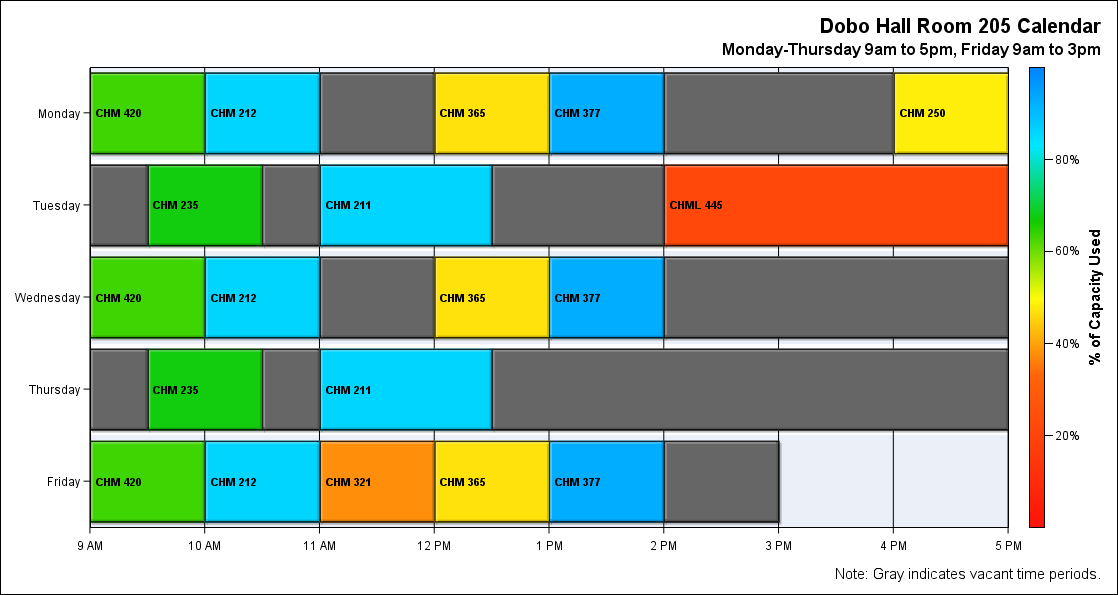 Dobo Hall Room 205 Calendar
Monday-Thursday 9am to 5pm, Friday 9am to 3pm
Monday
CHM 420
CHM 212
CHM 365
CHM 377
CHM 250
Tuesday
CHM 235
CHM 211
CHML 445
Wednesday
CHM 420
CHM 212
CHM 365
CHM 377
Thursday
CHM 235
CHM 211
Friday
CHM 420
CHM 212
CHM 321
CHM 365
CHM 377
9 AM
10 AM
11 AM
12 PM
1 PM
2 PM
3 PM
4 PM
5 PM
80%
60%
40%
20%
% of Capacity Used
Note: Gray indicates vacant time periods.